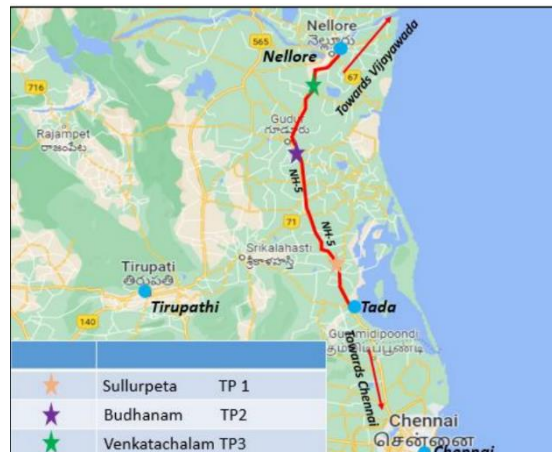 Nellore
నెల్లూరు
Nellore
565
67
Towards Vijayawada
716
Rajampet
రాజంపేట
Gudur
గూడూరు
NH-5
71
NH-5
Srikalahasti
శ్రీకాళహస్తి
Tirupati
తిరుపతి
Tirupathi
Tada
140
Gummidipoondi
கும்மிடிப்பூண்டி
Towards Chennai
Sullurpeta TP 1
Budhanam TP2
Venkatachalam TP3
Chennai
சென்னை
Chennai